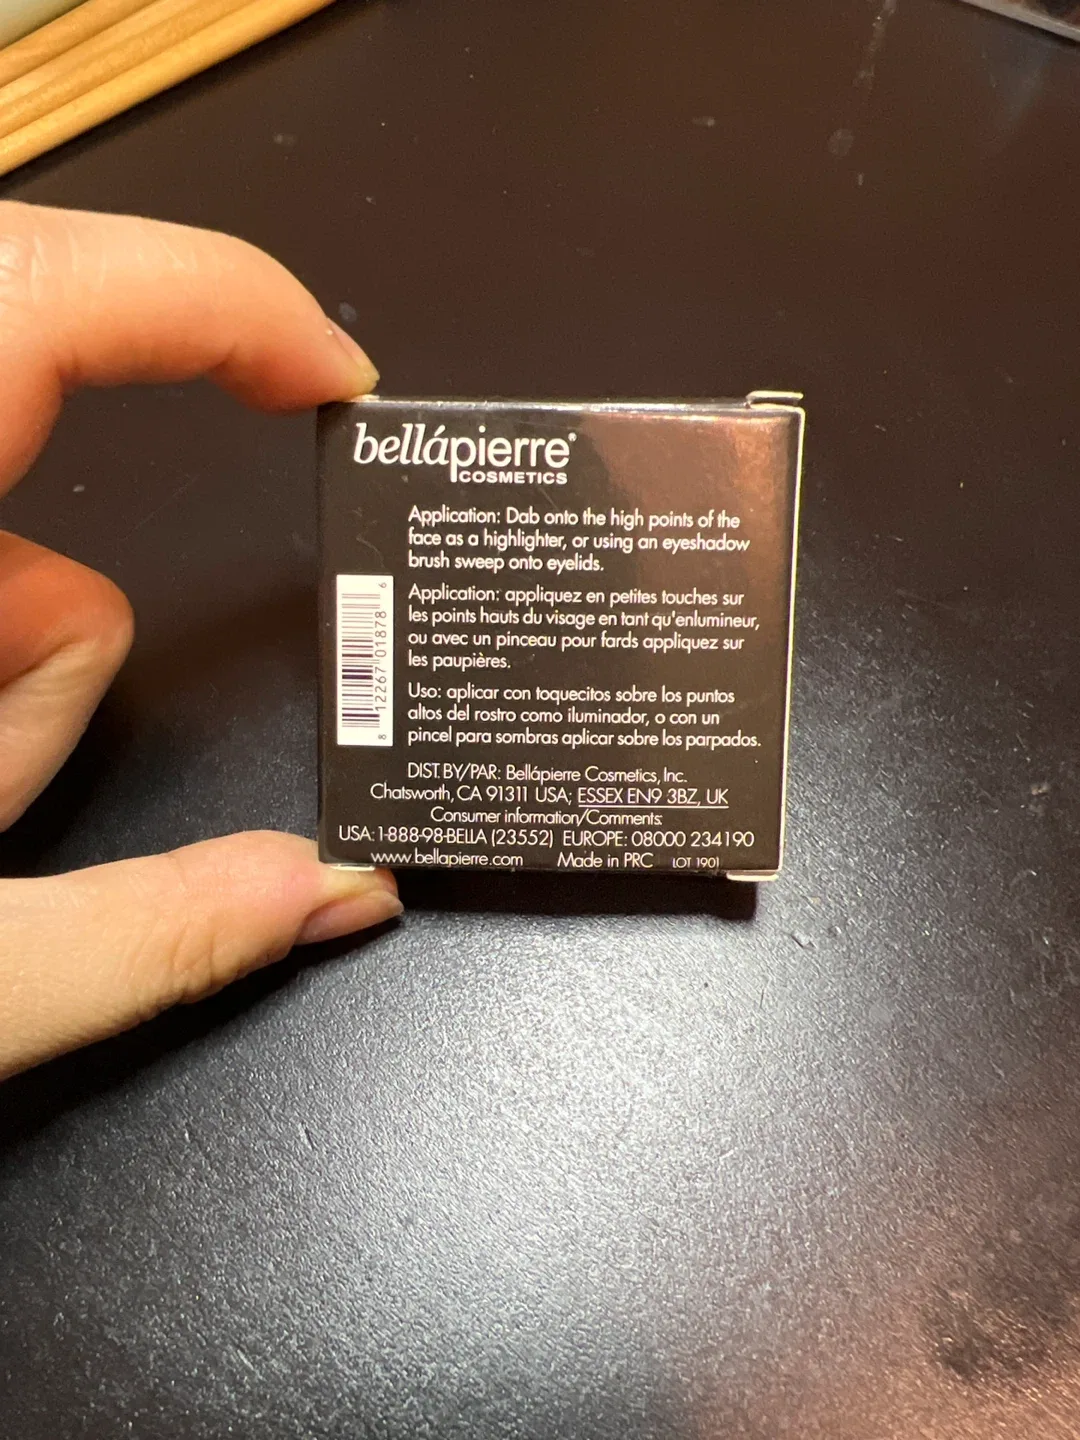 bellápierre®
COSMETICS
Application: Dab onto the high points of the
face as a highlighter, or using an eyeshadow
brush sweep onto eyelids.
Application: appliquez en petites touches sur
les points hauts du visage en tant qu'enlumineur,
ou avec un pinceau pour fards appliquez sur
les paupières.
Uso: aplicar con toquecitos sobre los puntos
altos del rostro como iluminador, o con un
pincel para sombras aplicar sobre los parpados.
8 12267 01878 6
DIST. BY/PAR: Bellápierre Cosmetics, Inc.
Chatsworth, CA 91311 USA; ESSEX EN9 3BZ, UK
Consumer information/Comments:
USA: 1-888-98-BELLA (23552) EUROPE: 08000 234190
www.bellapierre.com Made in PRC LOT 1901